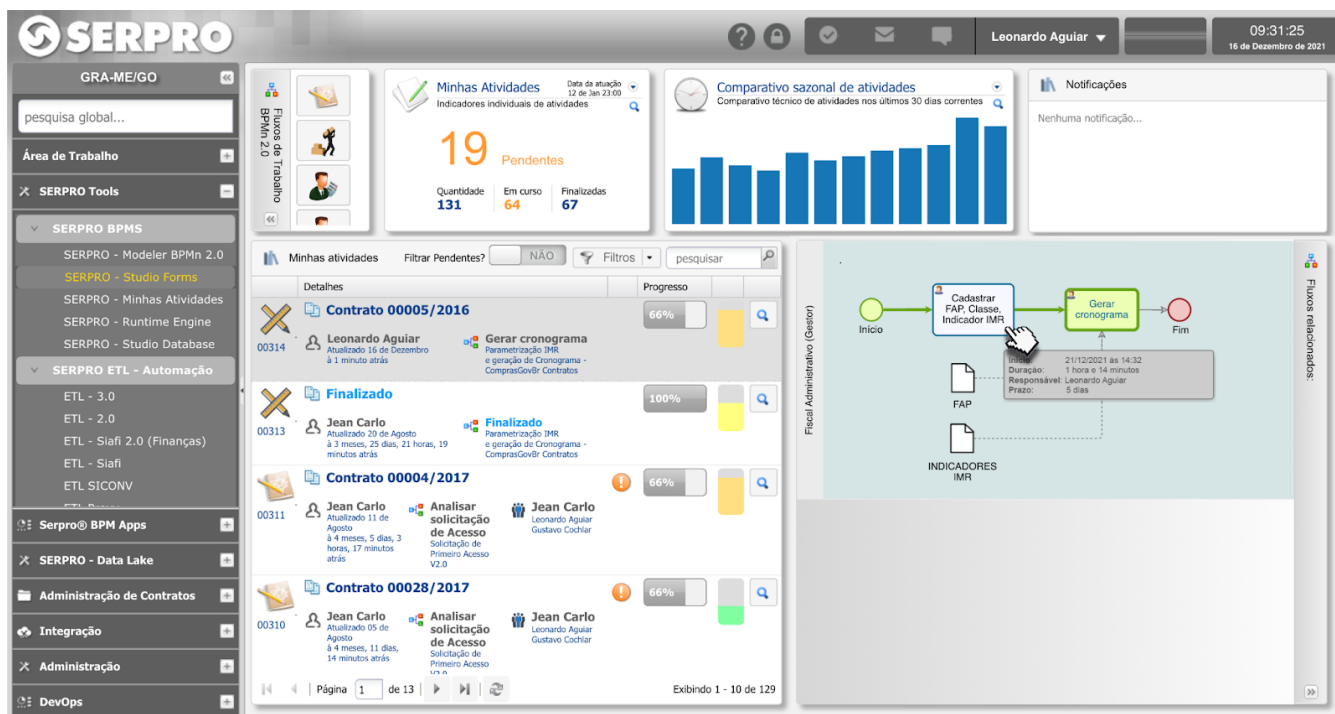 SERPRO
Leonardo Aguiar
09:31:25
16 de Dezembro de 2021
GRA-ME/GO
pesquisa global...
Área de Trabalho
SERPRO Tools
SERPRO BPMS
SERPRO - Modeler BPMn 2.0
SERPRO - Studio Forms
SERPRO - Minhas Atividades
SERPRO - Runtime Engine
SERPRO - Studio Database
SERPRO ETL - Automação
ETL - 3.0
ETL - 2.0
ETL - Siafi 2.0 (Finanças)
ETL - Siafi
ETL SICONV
Serpro® BPM Apps
SERPRO - Data Lake
Administração de Contratos
Integração
Administração
DevOps
Fluxos de Trabalho
BPMn 2.0
Minhas Atividades
Data da atuação
12 de Jan 23:00
Indicadores individuais de atividades
19 Pendentes
Quantidade Em curso Finalizadas
131 64 67
Comparativo sazonal de atividades
Comparativo técnico de atividades nos últimos 30 dias correntes
Notificações
Nenhuma notificação...
Minhas atividades Filtrar Pendentes? NÃO Filtros pesquisar
Detalhes Progresso
Contrato 00005/2016
66%
00314
Leonardo Aguiar
Atualizado 16 de Dezembro
à 1 minuto atrás
Gerar cronograma
Parametrização IMR
e geração de Cronograma -
ComprasGovBr Contratos
Finalizado
100%
00313
Jean Carlo
Atualizado 20 de Agosto
à 3 meses, 25 dias, 21 horas, 19
minutos atrás
Finalizado
Parametrização IMR
e geração de Cronograma -
ComprasGovBr Contratos
Contrato 00004/2017
66%
00311
Jean Carlo
Atualizado 11 de
Agosto
à 4 meses, 5 dias, 3
horas, 17 minutos
atrás
Analisar
solicitação
de Acesso
Solicitação de
Primeiro Acesso
V2.0
Jean Carlo
Leonardo Aguiar
Gustavo Cochlar
Contrato 00028/2017
66%
00310
Jean Carlo
Atualizado 05 de
Agosto
à 4 meses, 11 dias,
14 minutos atrás
Analisar
solicitação
de Acesso
Solicitação de
Primeiro Acesso
V2.0
Jean Carlo
Leonardo Aguiar
Gustavo Cochlar
Página 1 de 13
Exibindo 1 - 10 de 129
Fiscal Administrativo (Gestor)
Início
Cadastrar
FAP, Classe,
Indicador IMR
Gerar
cronograma
Fim
Início: 21/12/2021 às 14:32
Duração: 1 hora e 14 minutos
Responsável: Leonardo Aguiar
Prazo: 5 dias
FAP
INDICADORES
IMR
Fluxos relacionados: